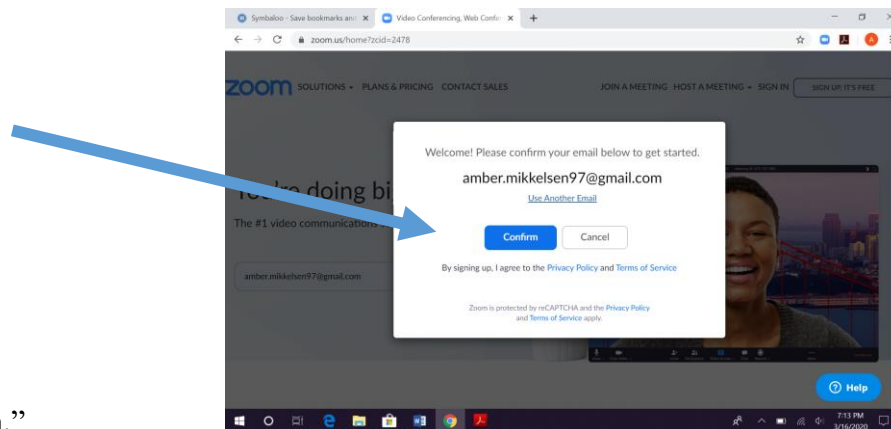 Symbaloo - Save bookmarks and
Video Conferencing, Web Confe
zoom.us/home?zcid=2478
zoom SOLUTIONS PLANS & PRICING CONTACT SALES JOIN A MEETING HOST A MEETING SIGN IN SIGN UP, IT'S FREE
Welcome! Please confirm your email below to get started.
amber.mikkelsen97@gmail.com
Use Another Email
You're doing bi
The #1 video communications
Confirm Cancel
By signing up, I agree to the Privacy Policy and Terms of Service
amber.mikkelsen97@gmail.com
Zoom is protected by reCAPTCHA and the Privacy Policy
and Terms of Service apply.
Help
7:13 PM
3/16/2020
.”